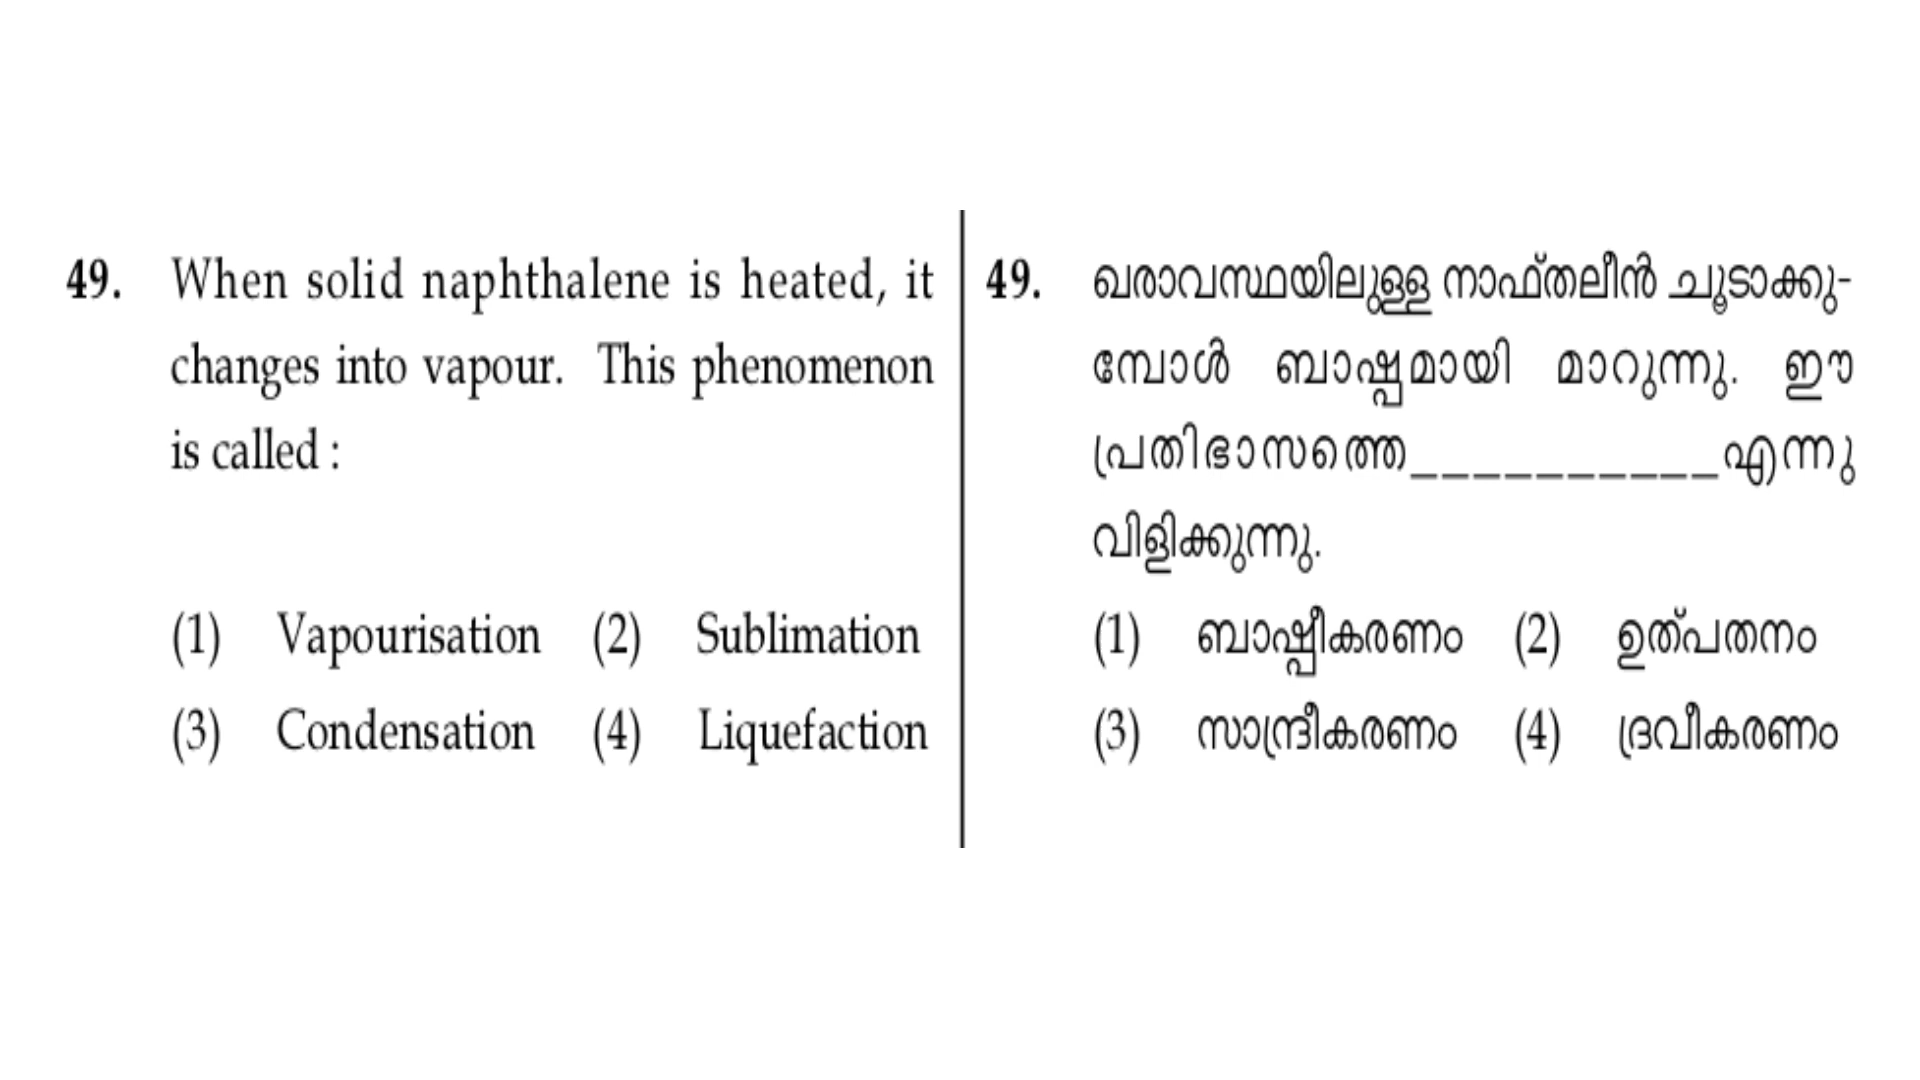 49. When solid naphthalene is heated, it
changes into vapour. This phenomenon
is called :
(1) Vapourisation (2) Sublimation
(3) Condensation (4) Liquefaction
49. ഖരാവസ്ഥയിലുള്ള നാഫ്തലീൻ ചൂടാക്കു-
മ്പോൾ ബാഷ്പമായി മാറുന്നു. ഈ
പ്രതിഭാസത്തെ__________എന്നു
വിളിക്കുന്നു.
(1) ബാഷ്പീകരണം (2) ഉത്പതനം
(3) സാന്ദ്രീകരണം (4) ദ്രവീകരണം